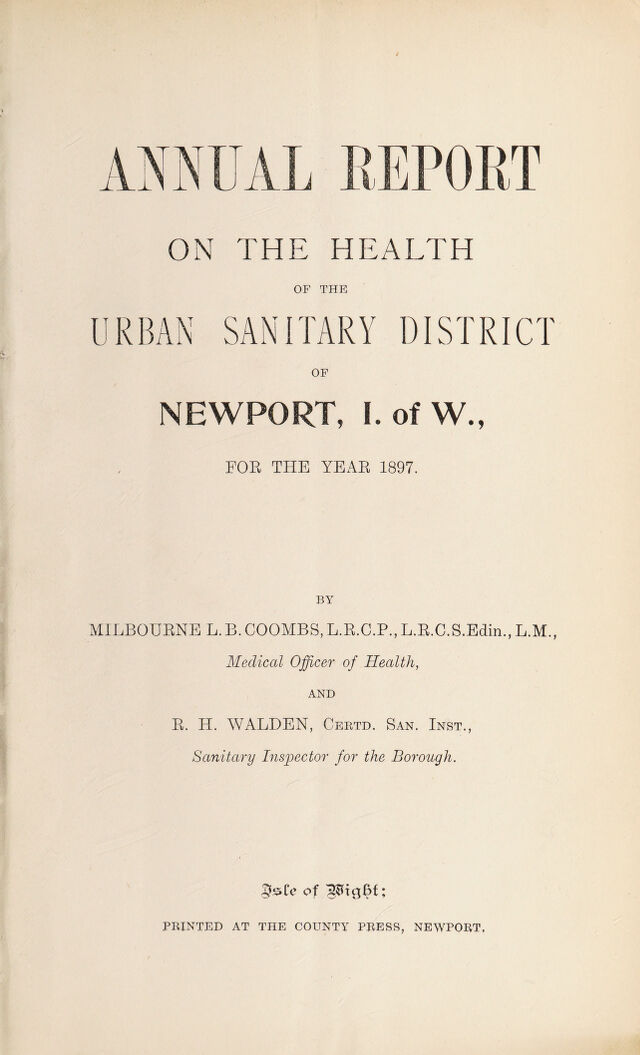 ANNUAL REPORT
ON THE HEALTH
OF THE
URBAN SANITARY DISTRICT
OF
NEWPORT, I. of W.,
FOR THE YEAR 1897.
BY
MILBOURNE L. B. COOMBS, L.R.C.P., L.R.C.S.Edin., L.M.,
Medical Officer of Health,
AND
R. H. WALDEN, CERTD. SAN. INST.,
Sanitary Inspector for the Borough.
Isle of Wight:
PRINTED AT THE COUNTY PRESS, NEWPORT.